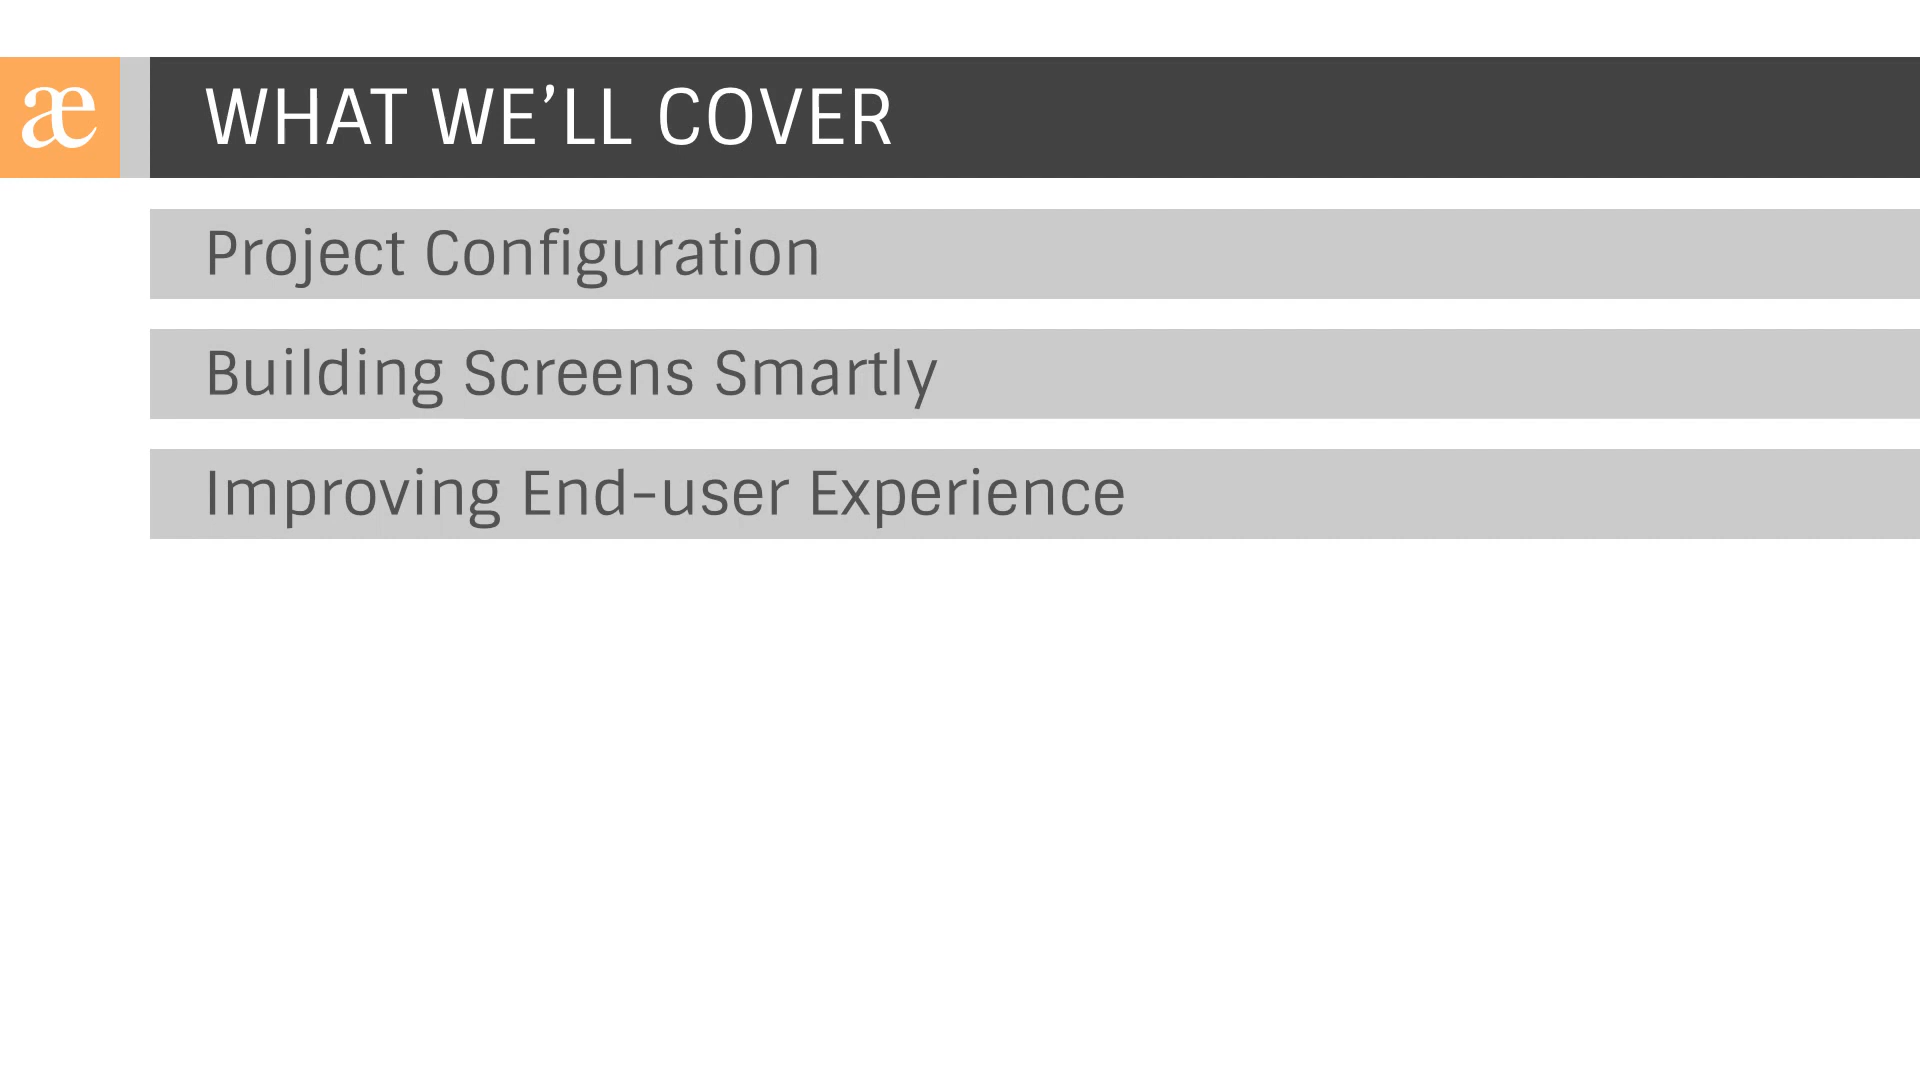 æ
WHAT WE’LL COVER
Project Configuration
Building Screens Smartly
Improving End-user Experience